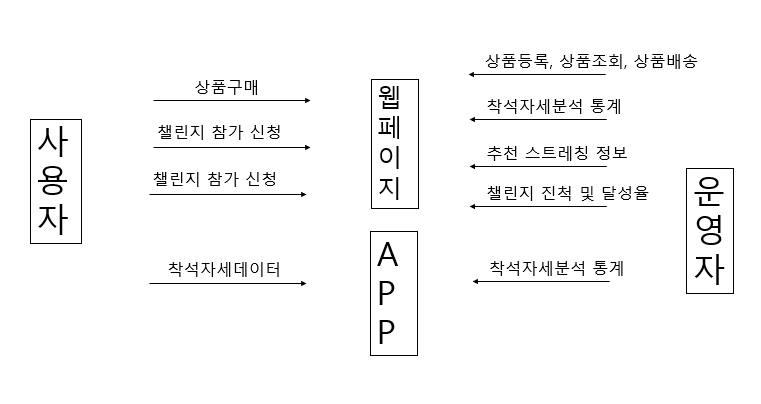 사용자
상품구매
챌린지 참가 신청
챌린지 참가 신청
착석자세데이터
웹페이지
APP
상품등록, 상품조회, 상품배송
착석자세분석 통계
추천 스트레칭 정보
챌린지 진척 및 달성율
착석자세분석 통계
운영자